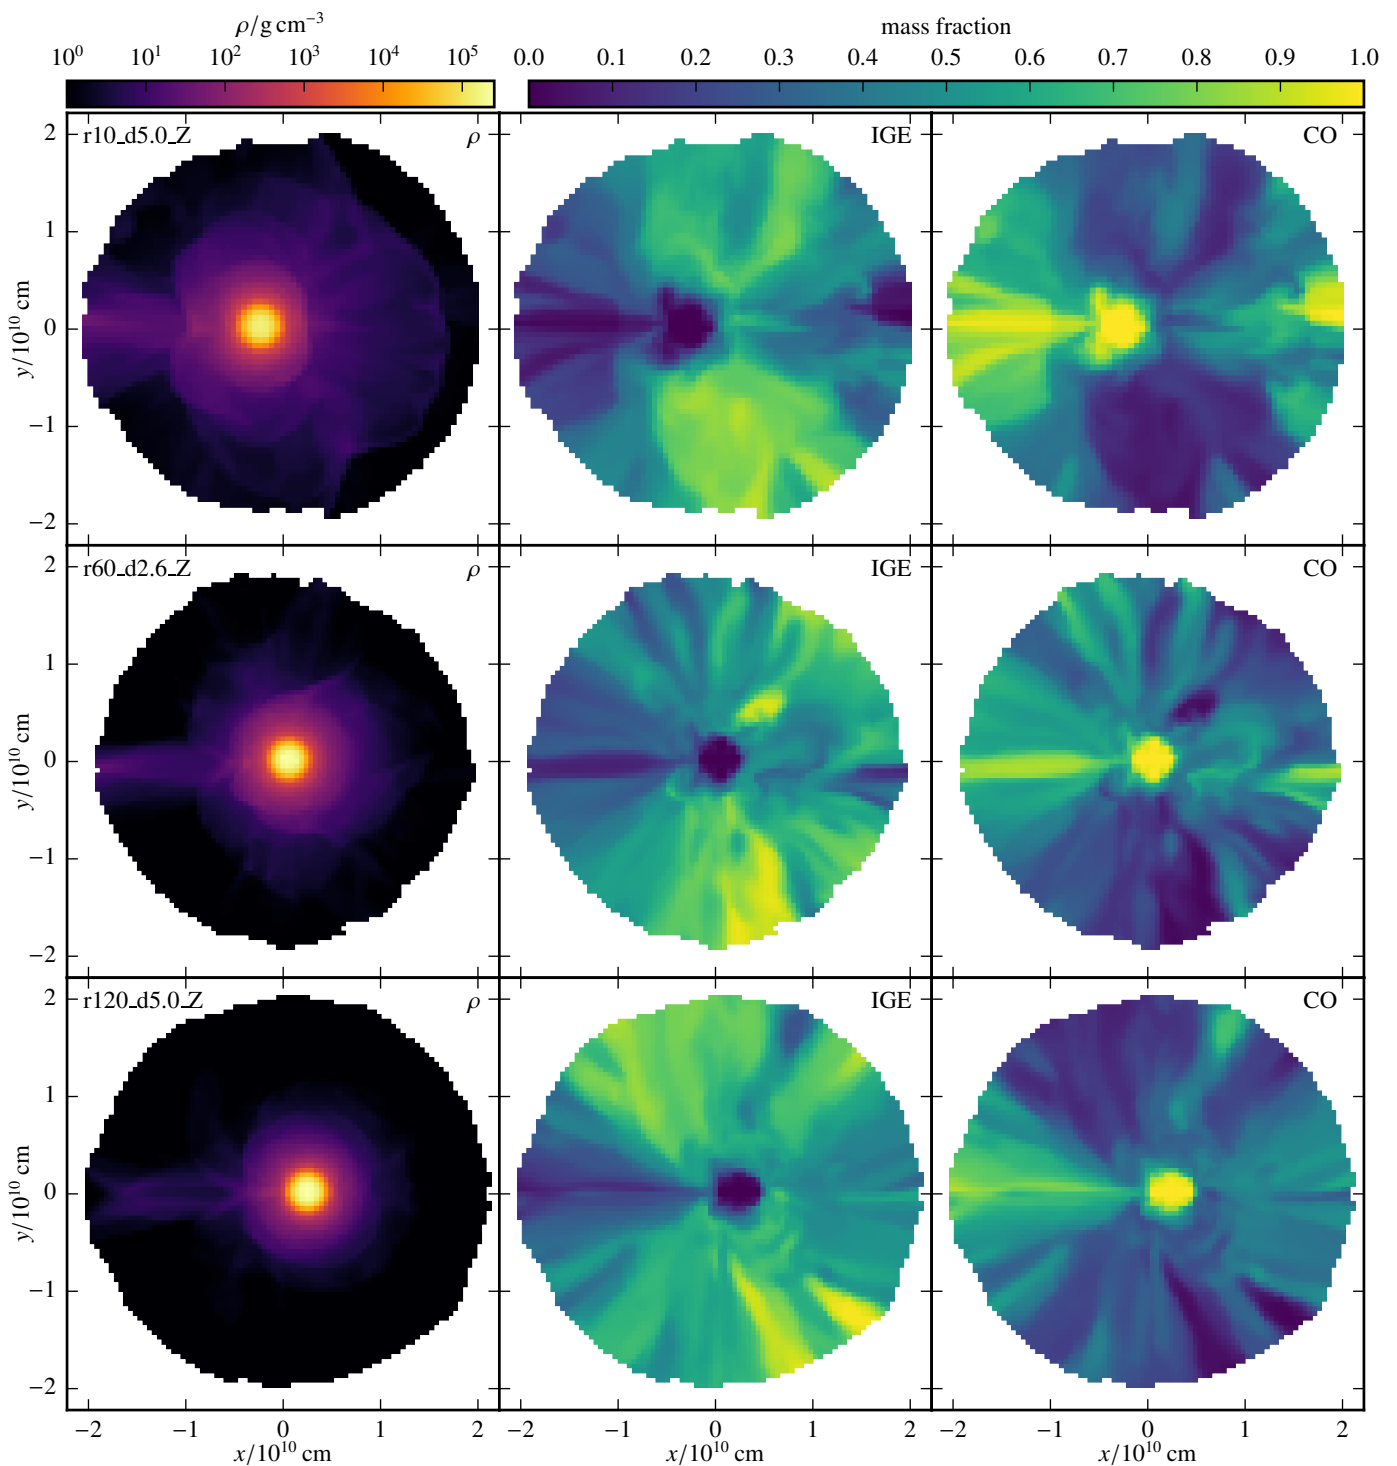 ρ/g cm⁻³ mass fraction
10⁰ 10¹ 10² 10³ 10⁴ 10⁵ 0.0 0.1 0.2 0.3 0.4 0.5 0.6 0.7 0.8 0.9 1.0
r10_d5.0_Z ρ IGE CO
2
1
0
−1
−2
y/10¹⁰ cm
r60_d2.6_Z ρ IGE CO
2
1
0
−1
−2
y/10¹⁰ cm
r120_d5.0_Z ρ IGE CO
2
1
0
−1
−2
y/10¹⁰ cm
−2 −1 0 1 2 −2 −1 0 1 2 −2 −1 0 1 2
x/10¹⁰ cm x/10¹⁰ cm x/10¹⁰ cm